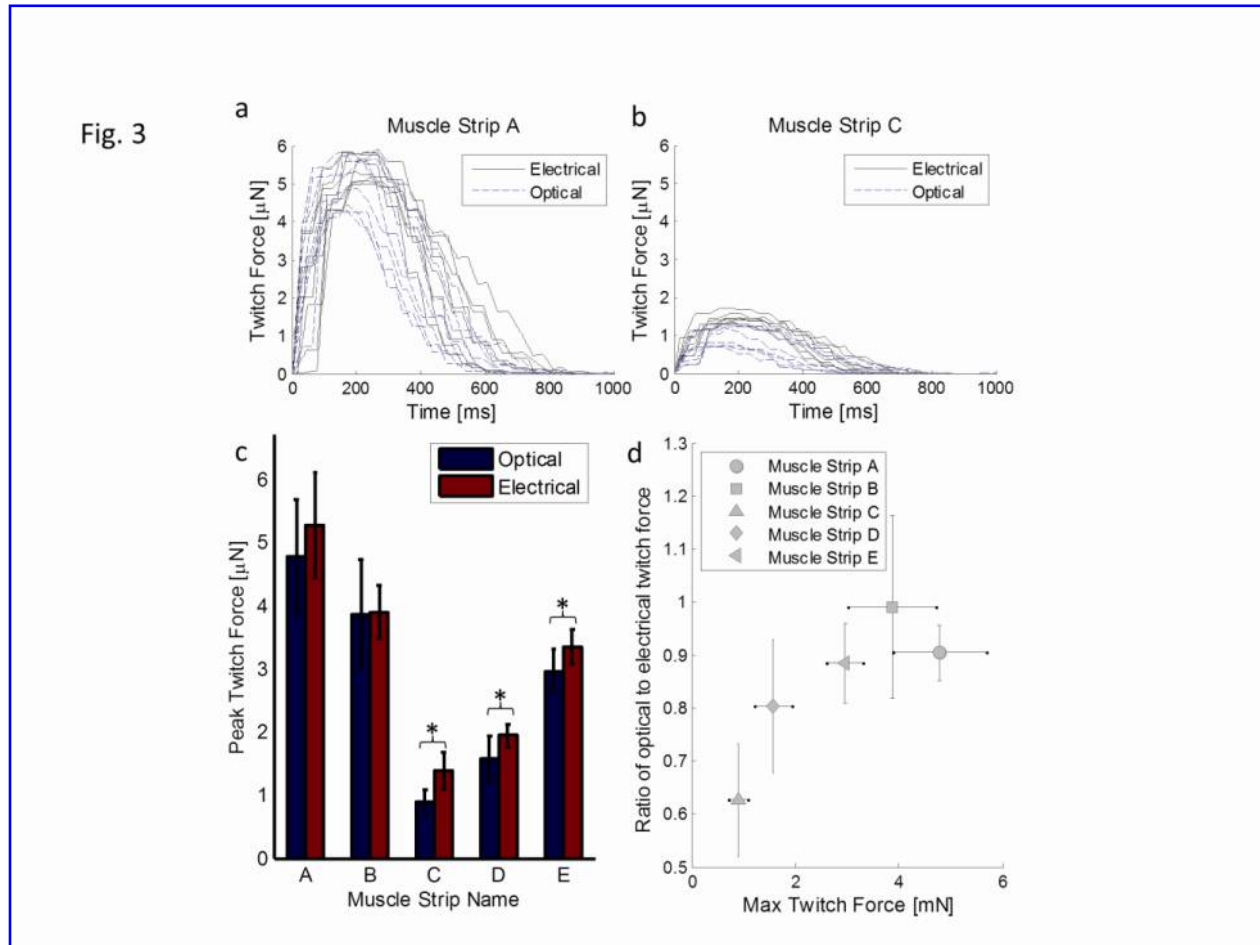 Fig. 3
a
Muscle Strip A
Twitch Force [µN]
6
5
4
3
2
1
0
Electrical
Optical
0 200 400 600 800 1000
Time [ms]
b
Muscle Strip C
Twitch Force [µN]
6
5
4
3
2
1
0
Electrical
Optical
0 200 400 600 800 1000
Time [ms]
c
Peak Twitch Force [µN]
6
5
4
3
2
1
0
Optical
Electrical
*
*
*
A B C D E
Muscle Strip Name
d
Ratio of optical to electrical twitch force
1.3
1.2
1.1
1
0.9
0.8
0.7
0.6
0.5
Muscle Strip A
Muscle Strip B
Muscle Strip C
Muscle Strip D
Muscle Strip E
0 2 4 6
Max Twitch Force [mN]